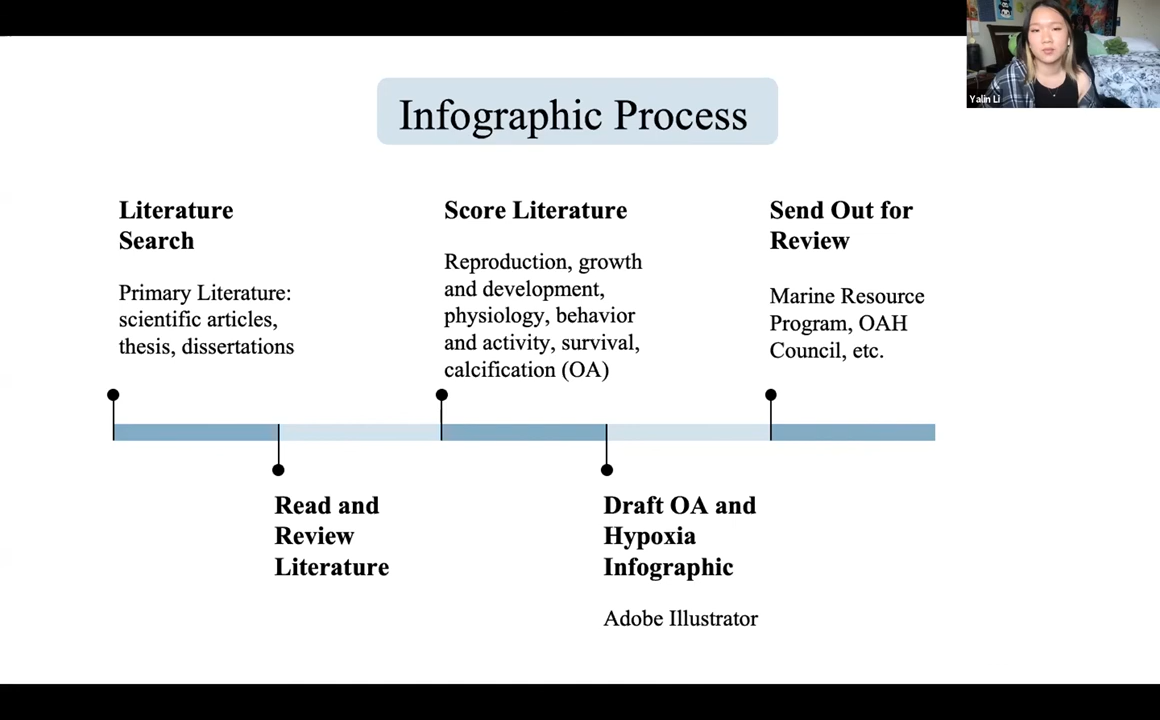 Infographic Process
Yalin Li
Literature
Search
Primary Literature:
scientific articles,
thesis, dissertations
Score Literature
Reproduction, growth
and development,
physiology, behavior
and activity, survival,
calcification (OA)
Send Out for
Review
Marine Resource
Program, OAH
Council, etc.
Read and
Review
Literature
Draft OA and
Hypoxia
Infographic
Adobe Illustrator